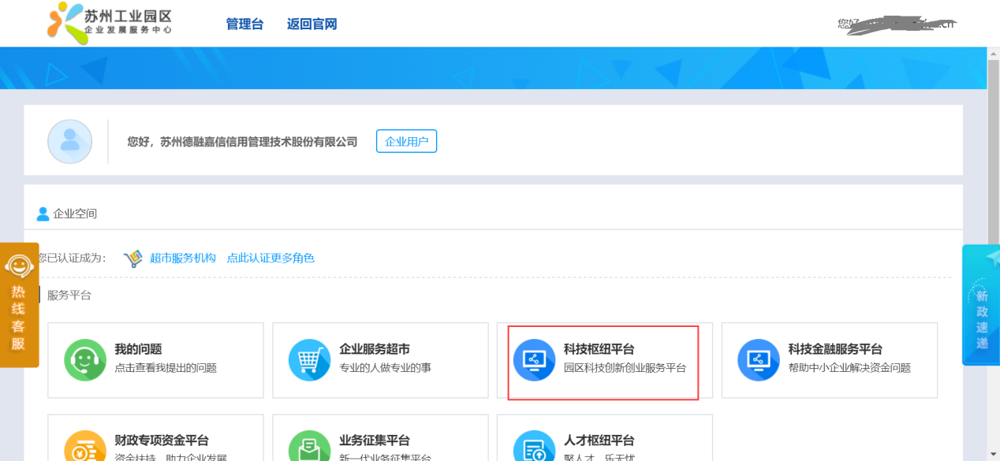 苏州工业园区
企业发展服务中心
管理台 返回官网
您好
.cn
您好，苏州德融嘉信信用管理技术股份有限公司 企业用户
企业空间
您已认证成为： 超市服务机构 点此认证更多角色
服务平台
热线客服
新政速递
我的问题
点击查看我提出的问题
企业服务超市
专业的人做专业的事
科技枢纽平台
园区科技创新创业服务平台
科技金融服务平台
帮助中小企业解决资金问题
财政专项资金平台
资金扶持，助力企业发展
业务征集平台
新一代业务征集平台
人才枢纽平台
聚人才，乐无忧